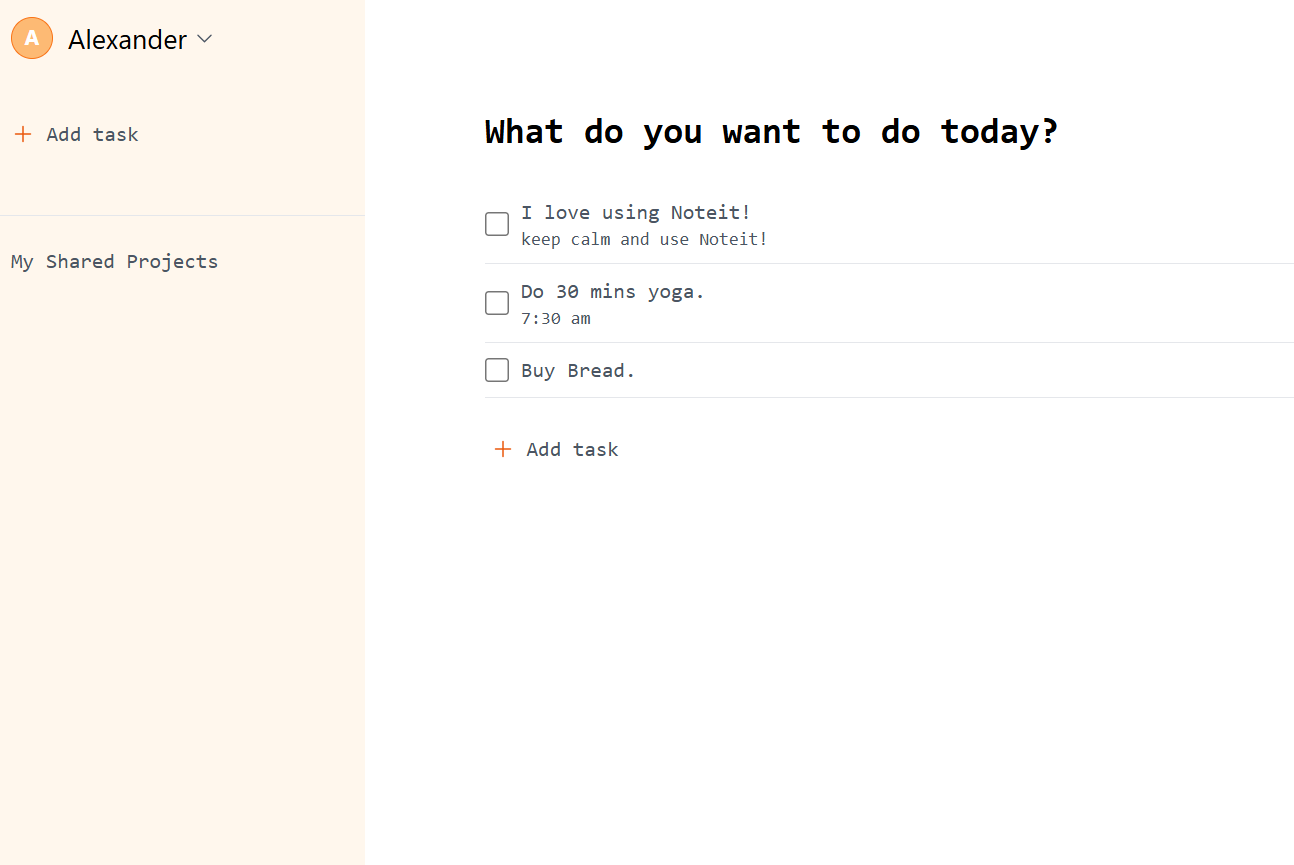 A
Alexander
Add task
My Shared Projects
What do you want to do today?
I love using Noteit!
keep calm and use Noteit!
Do 30 mins yoga.
7:30 am
Buy Bread.
Add task